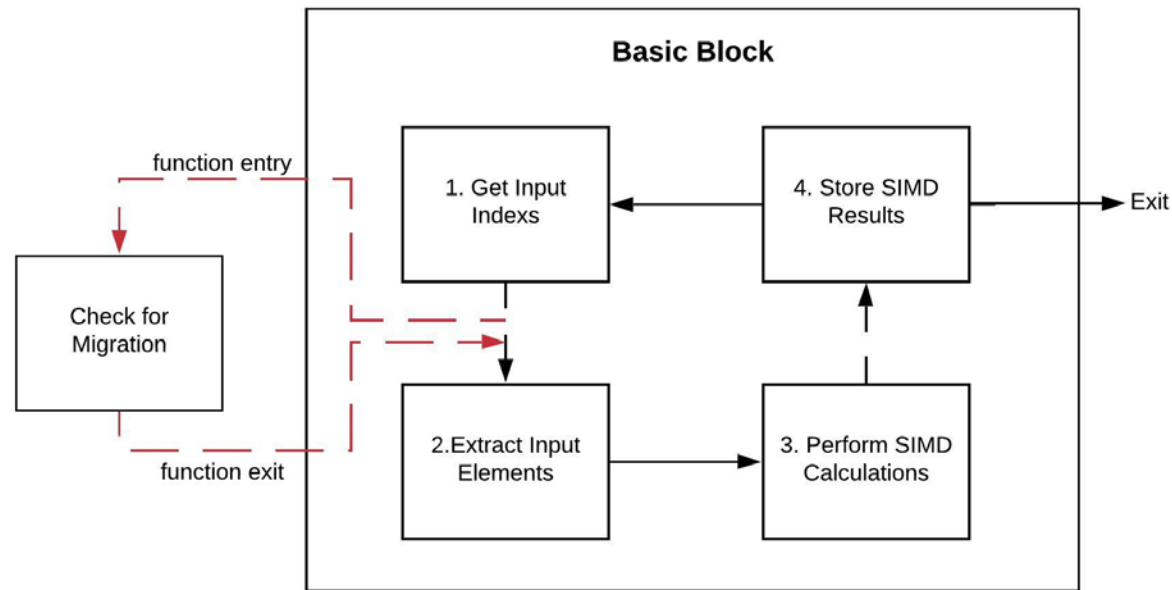 Basic Block
function entry
1. Get Input
Indexs
4. Store SIMD
Results
Exit
Check for
Migration
2.Extract Input
Elements
3. Perform SIMD
Calculations
function exit